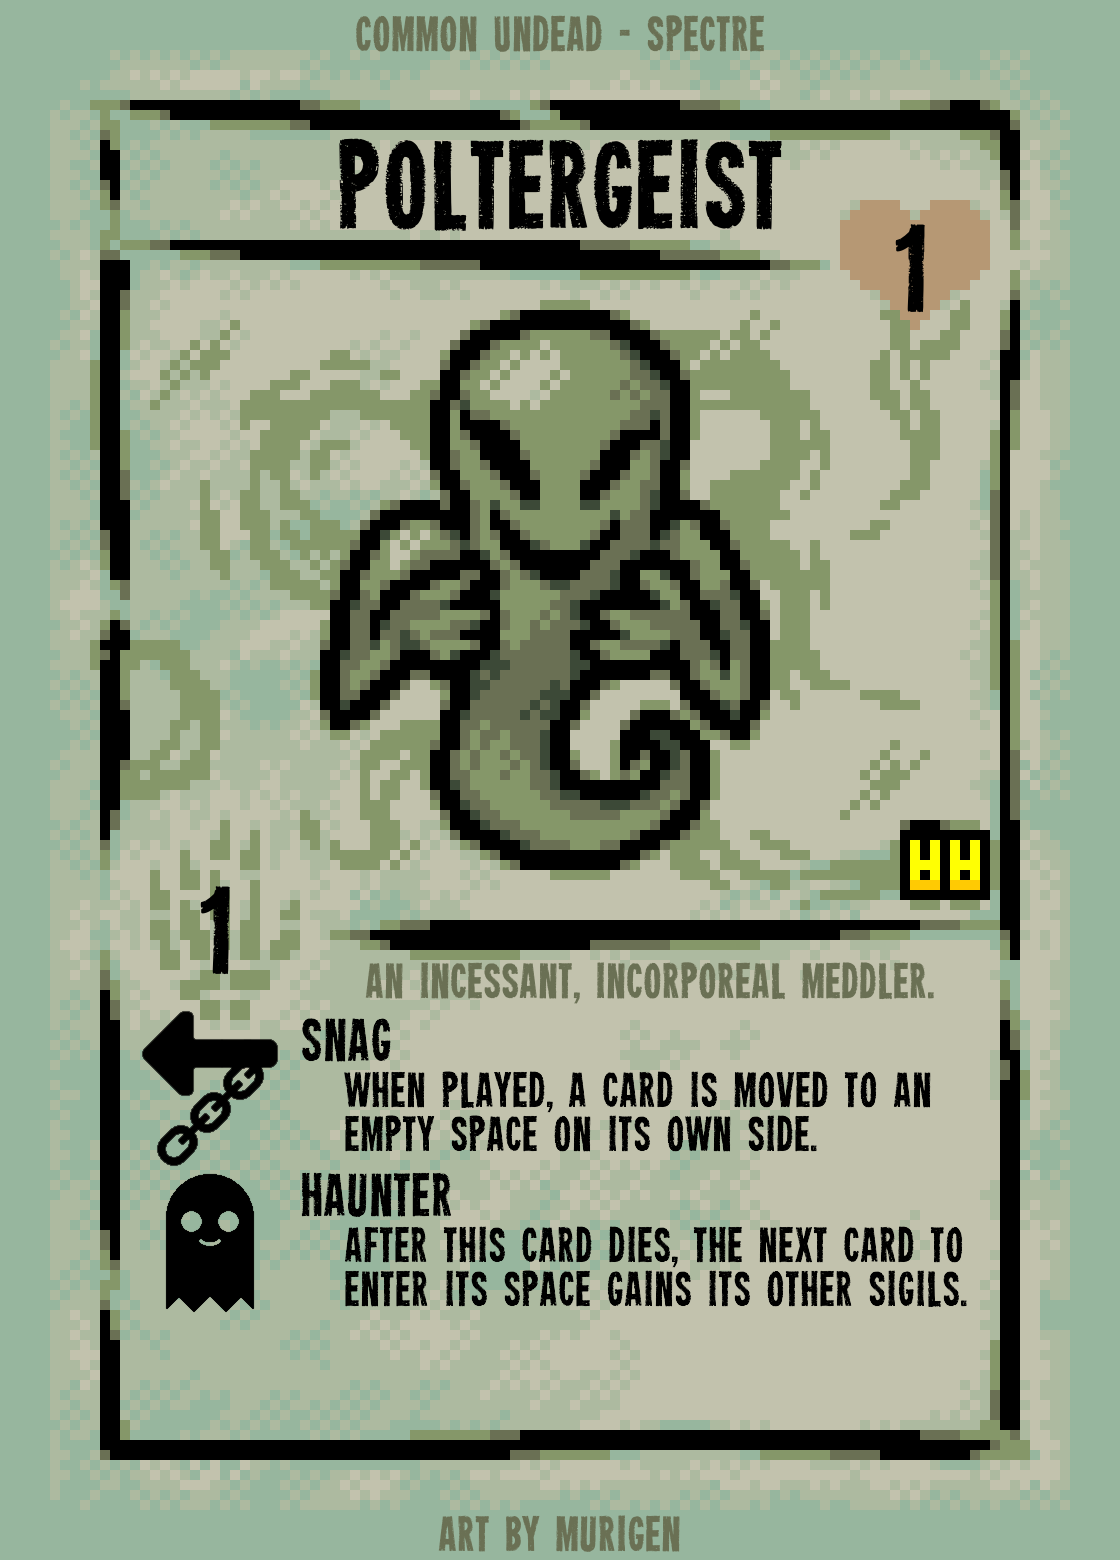 COMMON UNDEAD - SPECTRE
POLTERGEIST
1
1
AN INCESSANT, INCORPOREAL MEDDLER.
SNAG
WHEN PLAYED, A CARD IS MOVED TO AN
EMPTY SPACE ON ITS OWN SIDE.
HAUNTER
AFTER THIS CARD DIES, THE NEXT CARD TO
ENTER ITS SPACE GAINS ITS OTHER SIGILS.
ART BY MURIGEN